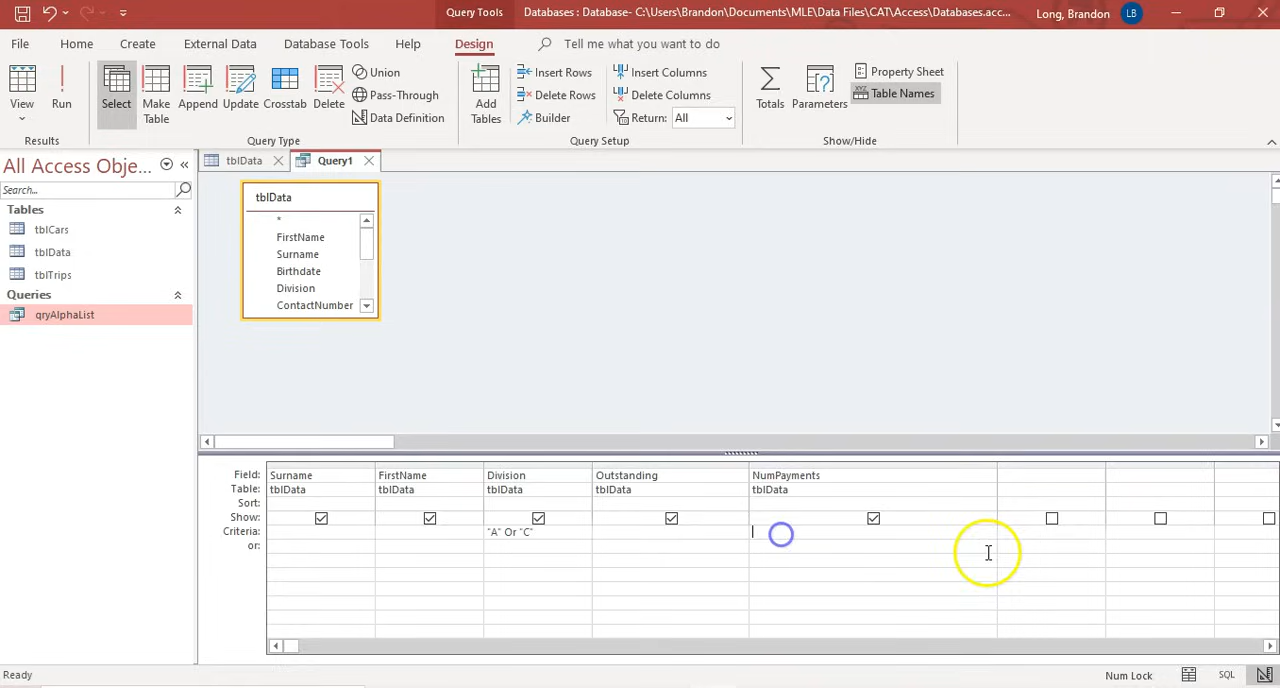 Query Tools
Databases : Database- C:\Users\Brandon\Documents\MLE\Data Files\CAT\Access\Databases.acc...
Long, Brandon LB
File Home Create External Data Database Tools Help Design Tell me what you want to do
View
Run
Select
Make Table
Append
Update
Crosstab
Delete
Union
Pass-Through
Data Definition
Add Tables
Insert Rows
Delete Rows
Builder
Insert Columns
Delete Columns
Return: All
Totals
Parameters
Property Sheet
XYZ Table Names
Results
Query Type
Query Setup
Show/Hide
All Access Obje...
Search...
Tables
tblCars
tblData
tblTrips
Queries
qryAlphaList
tblData
Query1
tblData
*
FirstName
Surname
Birthdate
Division
ContactNumber
Field: Surname FirstName Division Outstanding NumPayments
Table: tblData tblData tblData tblData tblData
Sort:
Show:
Criteria: "A" Or "C"
or:
Ready
Num Lock
SQL